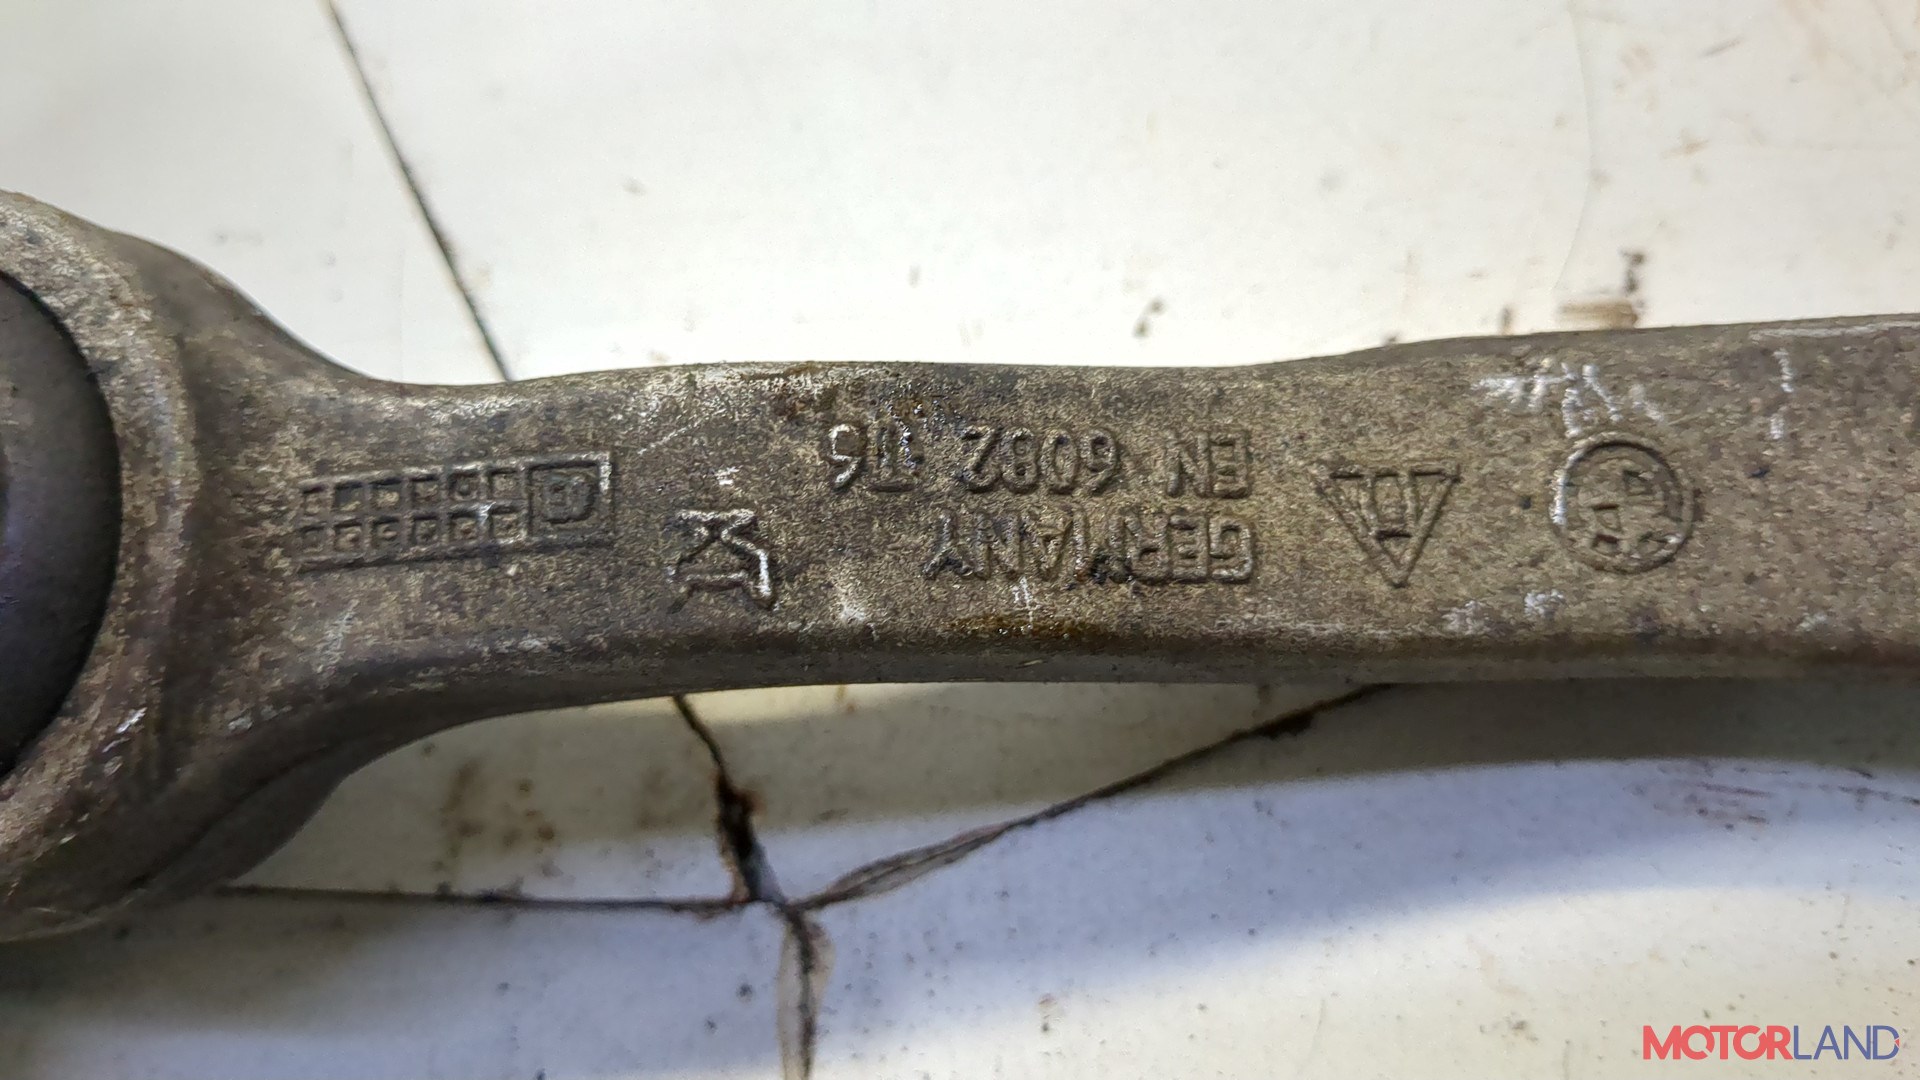 GERMANY
EN 6082 T6
MOTORLAND